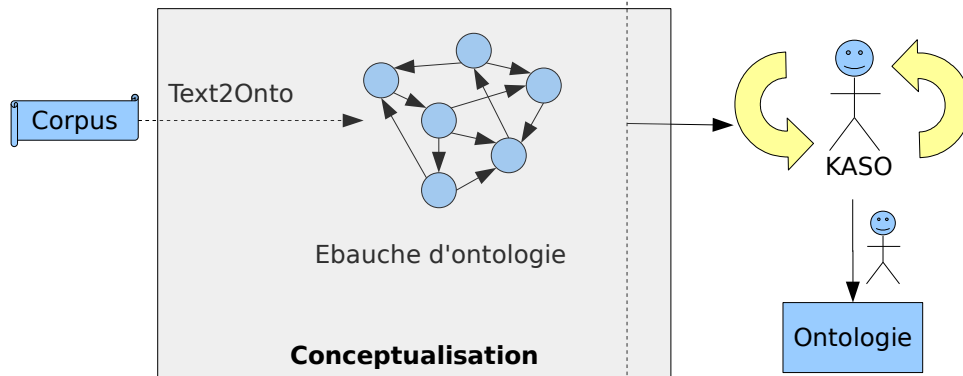 Corpus
Text2Onto
Ebauche d'ontologie
Conceptualisation
KASO
Ontologie